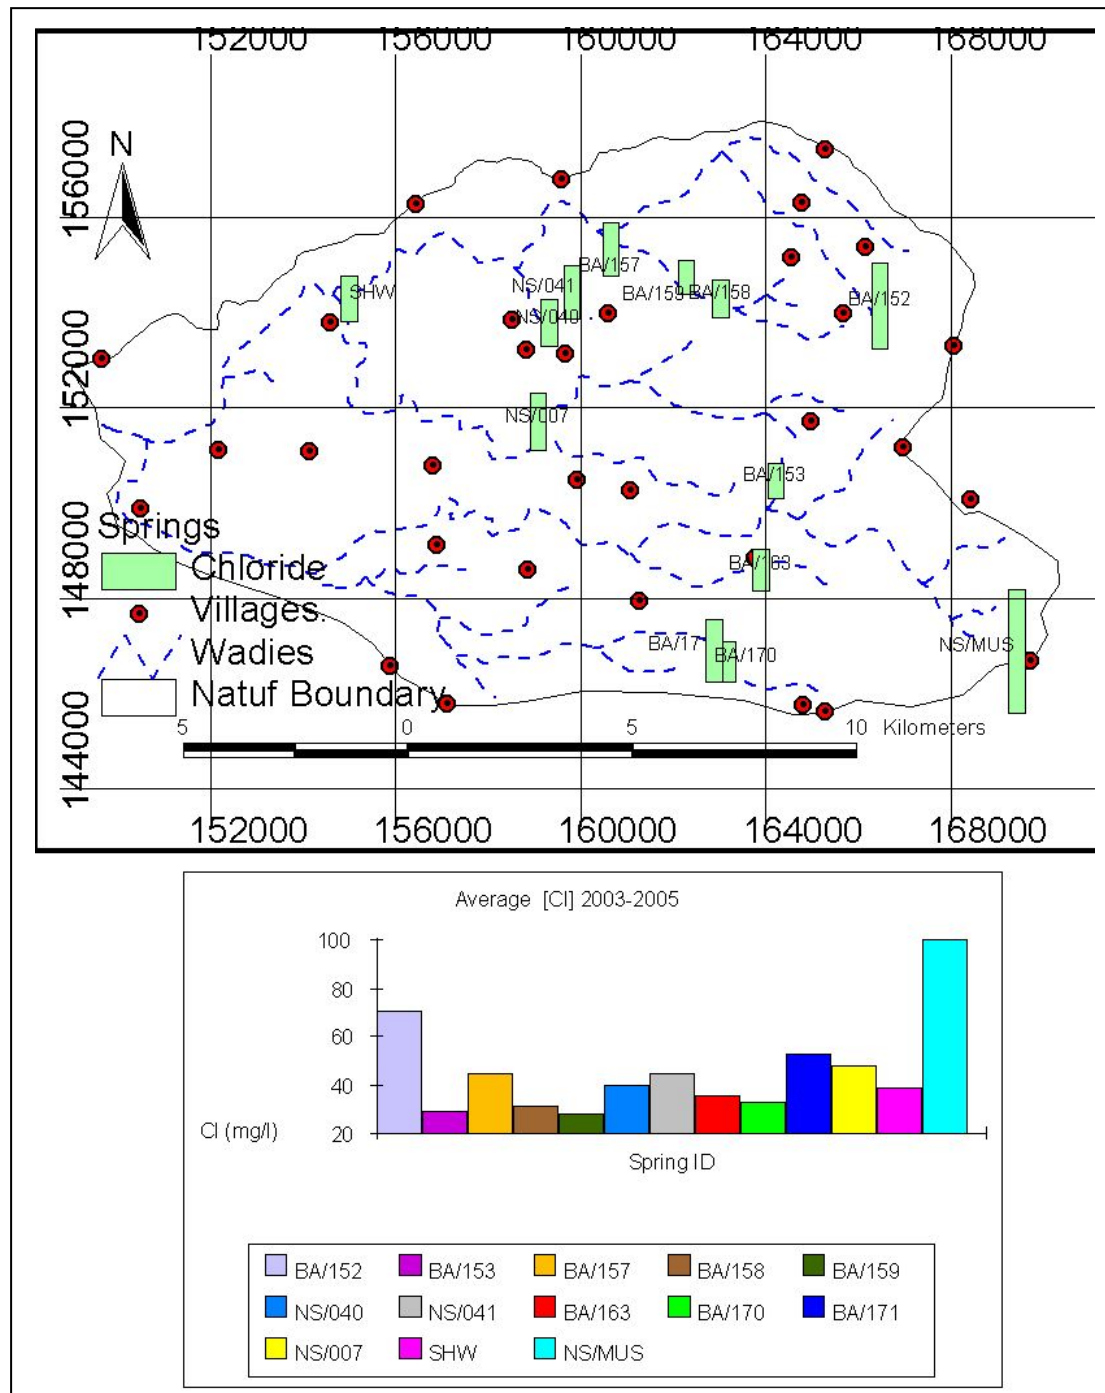 152000 156000 160000 164000 168000
N
156000
152000
148000
144000
BA/157
SHW
NS/041
BA/159
BA/158
BA/152
NS/040
NS/007
BA/153
BA/163
BA/17
BA/170
NS/MUS
Springs
Chloride
Villages.
Wadies
Natuf Boundary
5 0 5 10 Kilometers
152000 156000 160000 164000 168000
Average [Cl] 2003-2005
100
80
60
40
20
Cl (mg/l)
Spring ID
BA/152 BA/153 BA/157 BA/158 BA/159
NS/040 NS/041 BA/163 BA/170 BA/171
NS/007 SHW NS/MUS